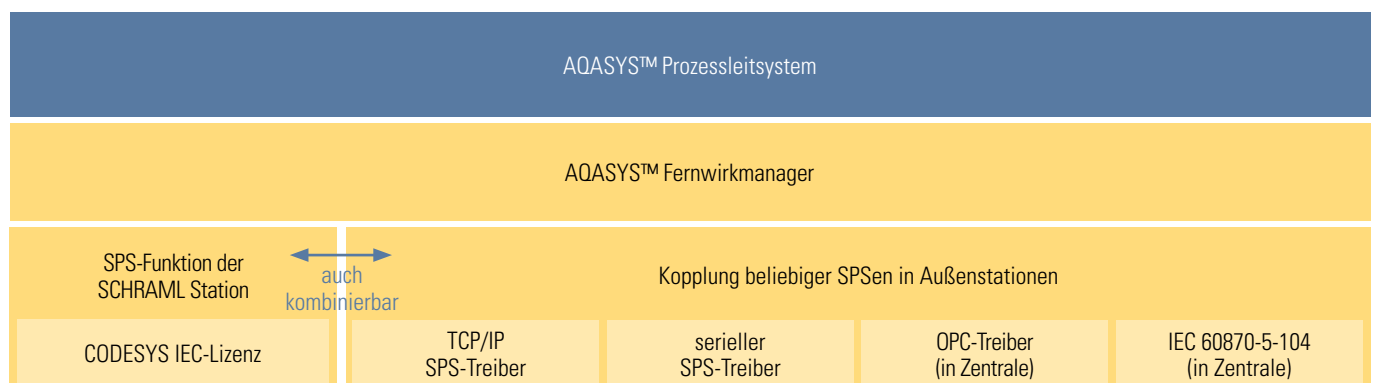 AQASYS™ Prozessleitsystem
AQASYS™ Fernwirkmanager
SPS-Funktion der
SCHRAML Station
auch
kombinierbar
Kopplung beliebiger SPSen in Außenstationen
CODESYS IEC-Lizenz
TCP/IP
SPS-Treiber
serieller
SPS-Treiber
OPC-Treiber
(in Zentrale)
IEC 60870-5-104
(in Zentrale)